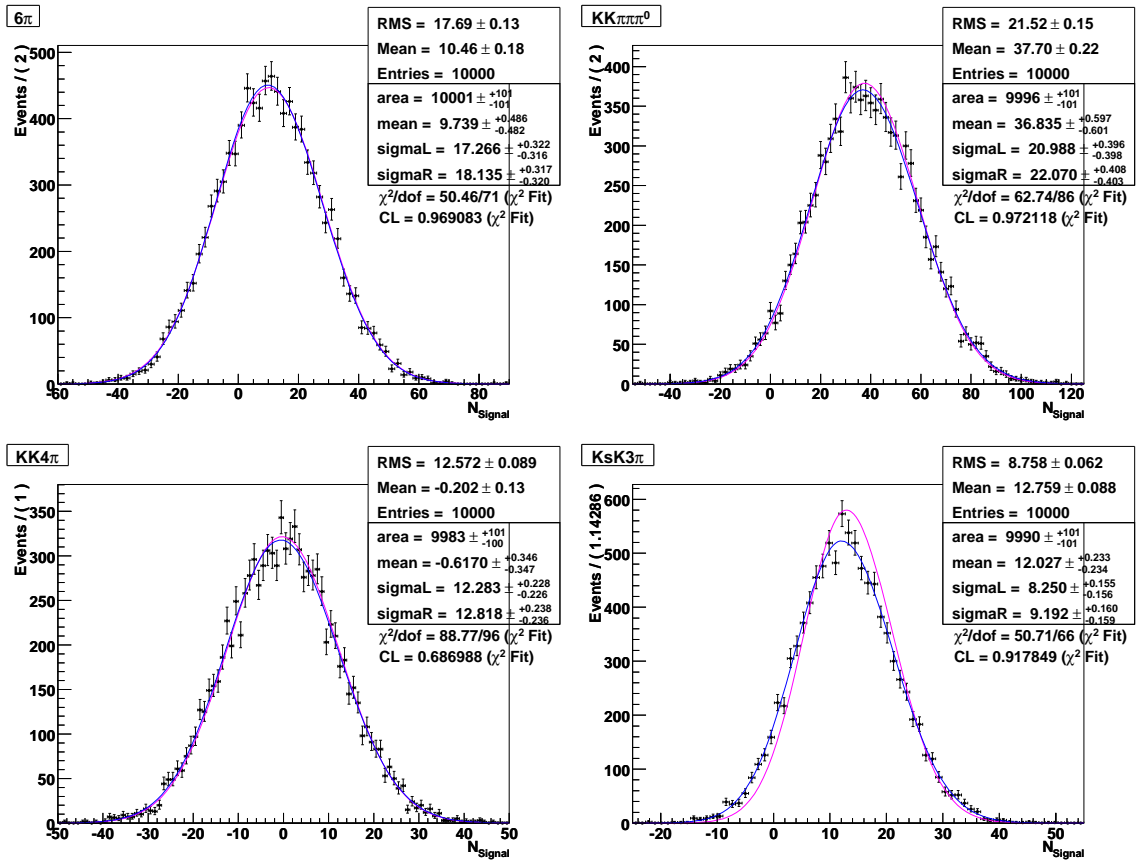 6π
RMS = 17.69 ± 0.13
Mean = 10.46 ± 0.18
Entries = 10000
area = 10001 ± +101 -101
mean = 9.739 ± +0.486 -0.482
sigmaL = 17.266 ± +0.322 -0.316
sigmaR = 18.135 ± +0.317 -0.320
χ²/dof = 50.46/71 (χ² Fit)
CL = 0.969083 (χ² Fit)
Events / ( 2 )
500
400
300
200
100
0
-60 -40 -20 0 20 40 60 80
N_Signal
KKπππ⁰
RMS = 21.52 ± 0.15
Mean = 37.70 ± 0.22
Entries = 10000
area = 9996 ± +101 -101
mean = 36.835 ± +0.597 -0.601
sigmaL = 20.988 ± +0.396 -0.398
sigmaR = 22.070 ± +0.408 -0.403
χ²/dof = 62.74/86 (χ² Fit)
CL = 0.972118 (χ² Fit)
Events / ( 2 )
400
350
300
250
200
150
100
50
0
-40 -20 0 20 40 60 80 100 120
N_Signal
KK4π
RMS = 12.572 ± 0.089
Mean = -0.202 ± 0.13
Entries = 10000
area = 9983 ± +101 -100
mean = -0.6170 ± +0.346 -0.347
sigmaL = 12.283 ± +0.228 -0.226
sigmaR = 12.818 ± +0.238 -0.236
χ²/dof = 88.77/96 (χ² Fit)
CL = 0.686988 (χ² Fit)
Events / ( 1 )
350
300
250
200
150
100
50
0
-50 -40 -30 -20 -10 0 10 20 30 40 50
N_Signal
KsK3π
RMS = 8.758 ± 0.062
Mean = 12.759 ± 0.088
Entries = 10000
area = 9990 ± +101 -101
mean = 12.027 ± +0.233 -0.234
sigmaL = 8.250 ± +0.155 -0.156
sigmaR = 9.192 ± +0.160 -0.159
χ²/dof = 50.71/66 (χ² Fit)
CL = 0.917849 (χ² Fit)
Events / ( 1.14286 )
600
500
400
300
200
100
0
-20 -10 0 10 20 30 40 50
N_Signal